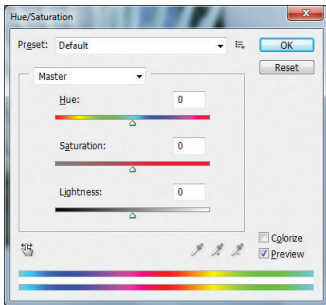 Hue/Saturation
Preset: Default
OK
Reset
Master
Hue: 0
Saturation: 0
Lightness: 0
Colorize
Preview